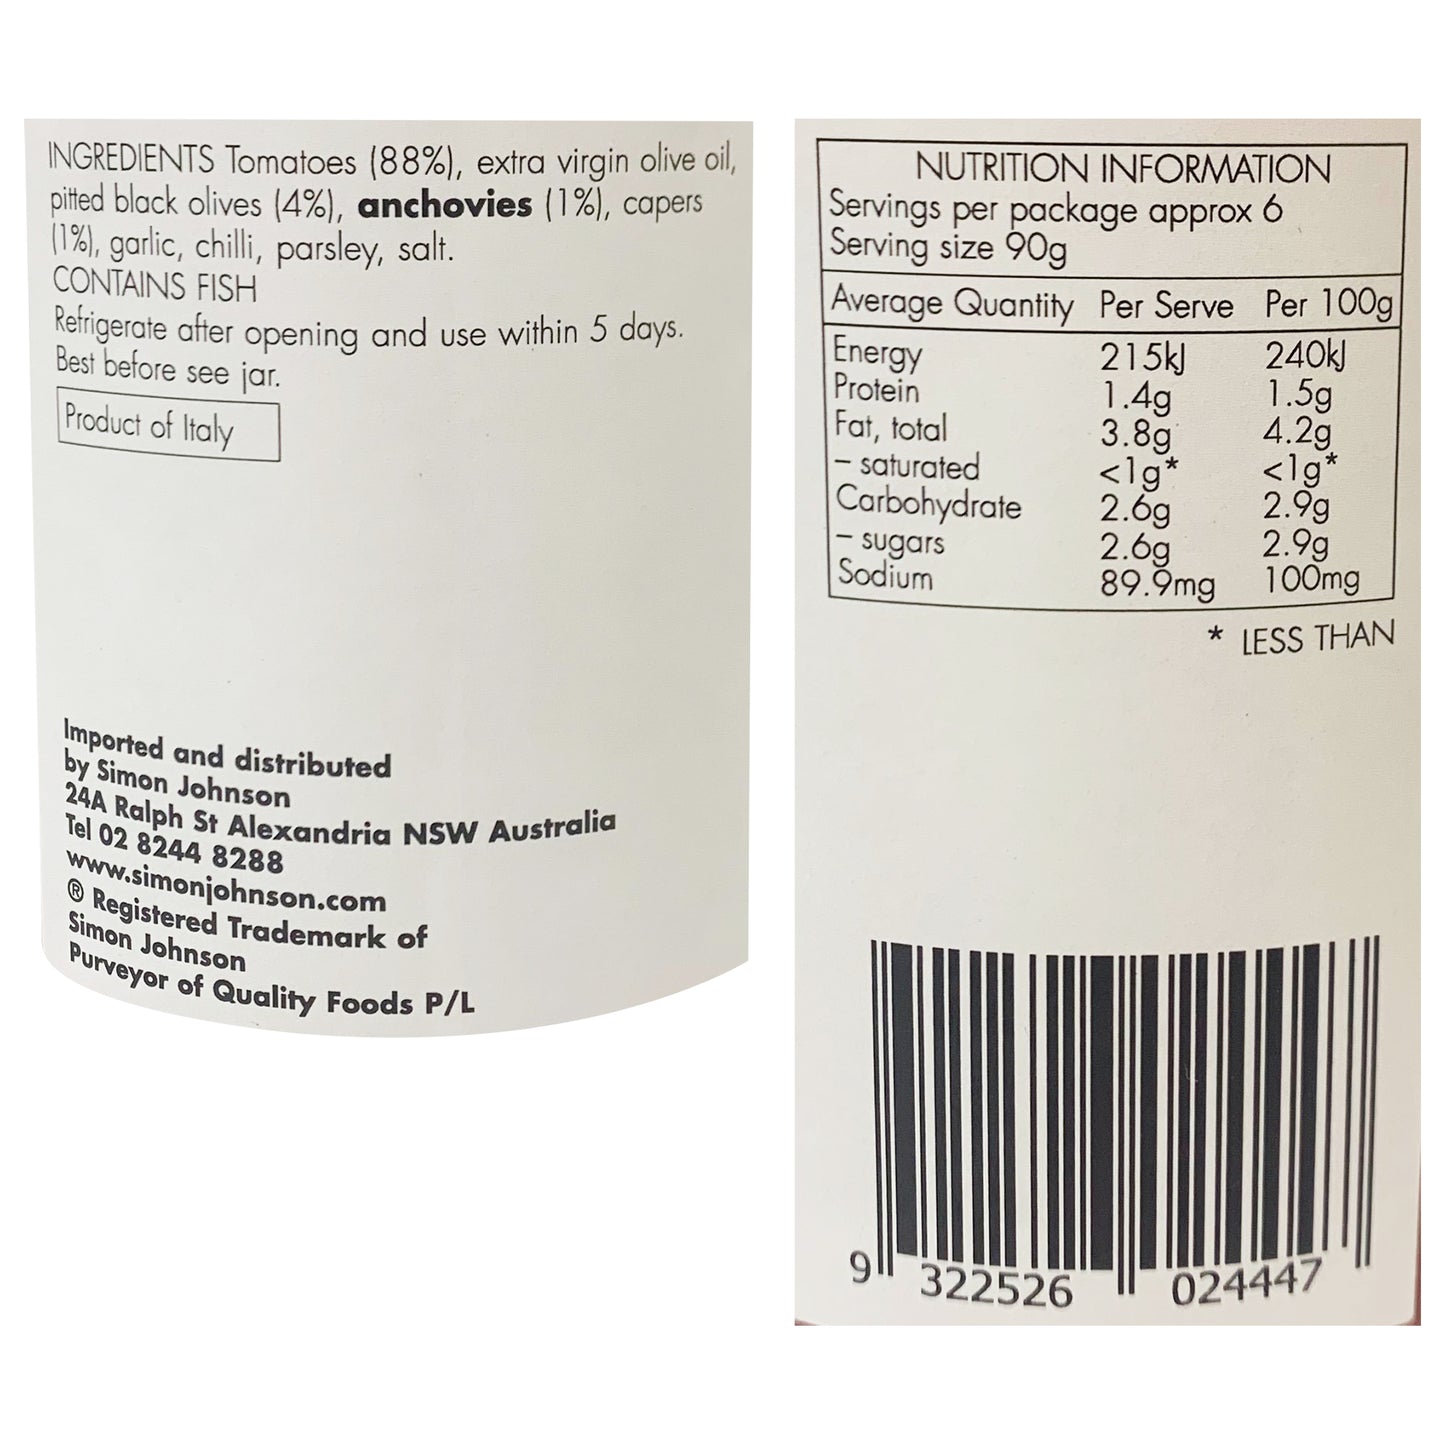 INGREDIENTS Tomatoes (88%), extra virgin olive oil,
pitted black olives (4%), anchovies (1%), capers
(1%), garlic, chilli, parsley, salt.
CONTAINS FISH
Refrigerate after opening and use within 5 days.
Best before see jar.
Product of Italy
Imported and distributed
by Simon Johnson
24A Ralph St Alexandria NSW Australia
Tel 02 8244 8288
www.simonjohnson.com
® Registered Trademark of
Simon Johnson
Purveyor of Quality Foods P/L
NUTRITION INFORMATION
Servings per package approx 6
Serving size 90g
Average Quantity Per Serve Per 100g
Energy 215kJ 240kJ
Protein 1.4g 1.5g
Fat, total 3.8g 4.2g
– saturated <1g* <1g*
Carbohydrate 2.6g 2.9g
– sugars 2.6g 2.9g
Sodium 89.9mg 100mg
* LESS THAN
9 322526 024447